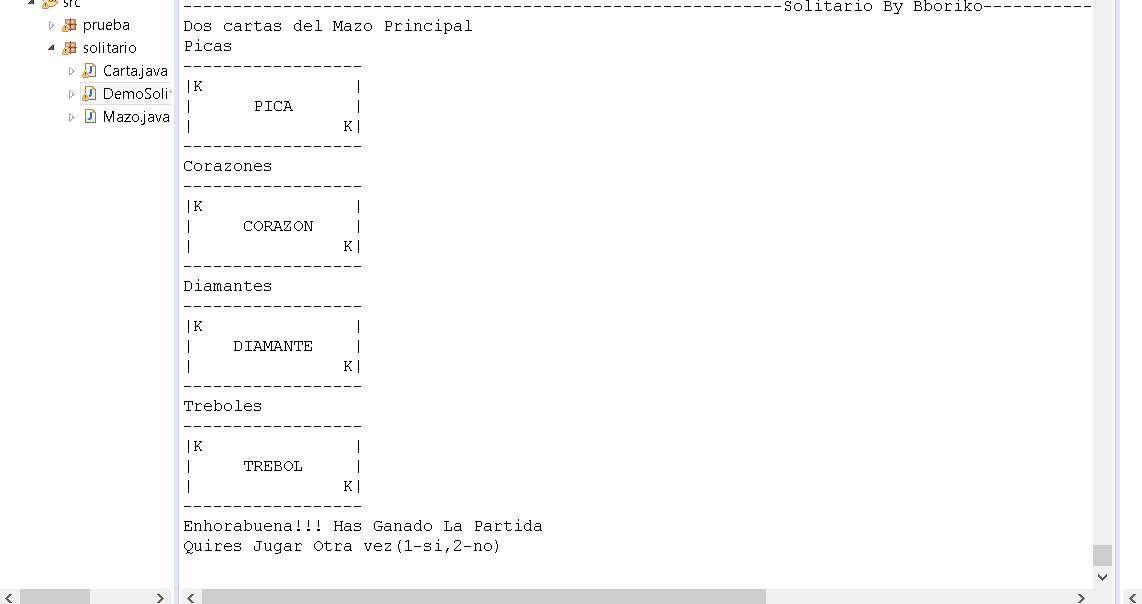 src
prueba
solitario
Carta.java
DemoSolit
Mazo.java
------------------------------------------------------------Solitario By Bboriko-----------
Dos cartas del Mazo Principal
Picas
------------------
|K               |
|      PICA      |
|               K|
------------------
Corazones
------------------
|K               |
|     CORAZON    |
|               K|
------------------
Diamantes
------------------
|K               |
|    DIAMANTE    |
|               K|
------------------
Treboles
------------------
|K               |
|     TREBOL     |
|               K|
------------------
Enhorabuena!!! Has Ganado La Partida
Quires Jugar Otra vez(1-si,2-no)